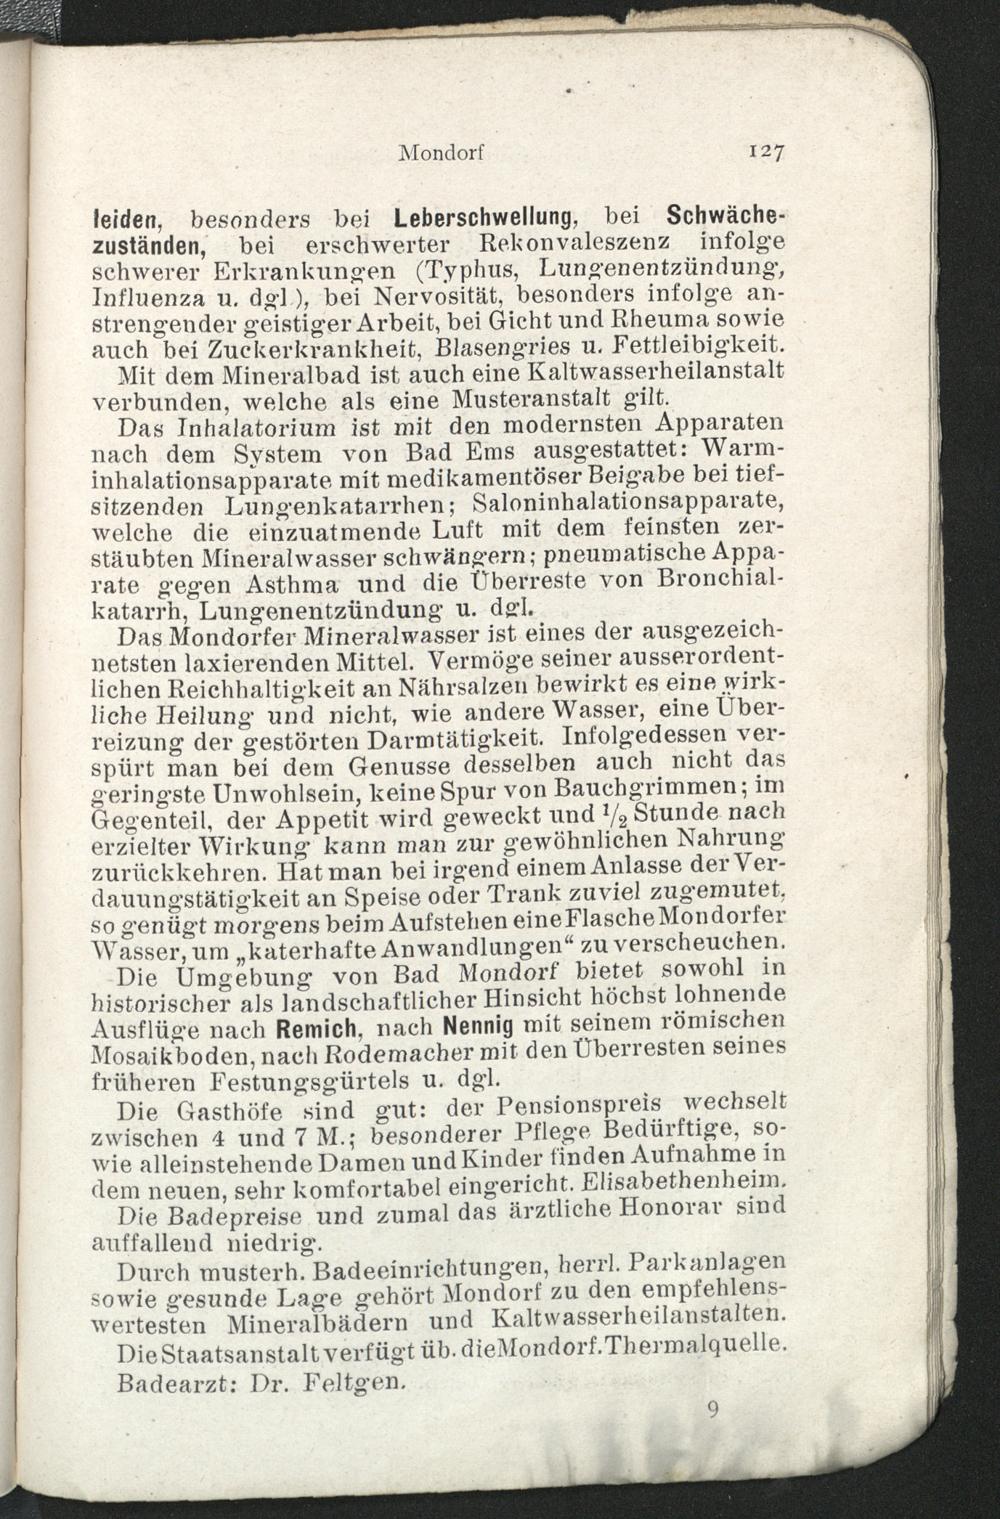 Mondorf 127
leiden, besonders bei Leberschwellung, bei Schwäche-
zuständen, bei erschwerter Rekonvaleszenz infolge
schwerer Erkrankungen (Typhus, Lungenentzündung,
Influenza u. dgl.), bei Nervosität, besonders infolge an-
strengender geistiger Arbeit, bei Gicht und Rheuma sowie
auch bei Zuckerkrankheit, Blasengries u. Fettleibigkeit.
Mit dem Mineralbad ist auch eine Kaltwasserheilanstalt
verbunden, welche als eine Musteranstalt gilt.
Das Inhalatorium ist mit den modernsten Apparaten
nach dem System von Bad Ems ausgestattet: Warm-
inhalationsapparate mit medikamentöser Beigabe bei tief-
sitzenden Lungenkatarrhen; Saloninhalationsapparate,
welche die einzuatmende Luft mit dem feinsten zer-
stäubten Mineralwasser schwängern; pneumatische Appa-
rate gegen Asthma und die Überreste von Bronchial-
katarrh, Lungenentzündung u. dgl.
Das Mondorfer Mineralwasser ist eines der ausgezeich-
netsten laxierenden Mittel. Vermöge seiner ausserordent-
lichen Reichhaltigkeit an Nährsalzen bewirkt es eine wirk-
liche Heilung und nicht, wie andere Wasser, eine Über-
reizung der gestörten Darmtätigkeit. Infolgedessen ver-
spürt man bei dem Genusse desselben auch nicht das
geringste Unwohlsein, keine Spur von Bauchgrimmen; im
Gegenteil, der Appetit wird geweckt und 1/2 Stunde nach
erzielter Wirkung kann man zur gewöhnlichen Nahrung
zurückkehren. Hat man bei irgend einem Anlasse der Ver-
dauungstätigkeit an Speise oder Trank zuviel zugemutet,
so genügt morgens beim Aufstehen eine Flasche Mondorfer
Wasser, um „katerhafte Anwandlungen“ zu verscheuchen.
Die Umgebung von Bad Mondorf bietet sowohl in
historischer als landschaftlicher Hinsicht höchst lohnende
Ausflüge nach Remich, nach Nennig mit seinem römischen
Mosaikboden, nach Rodemacher mit den Überresten seines
früheren Festungsgürtels u. dgl.
Die Gasthöfe sind gut: der Pensionspreis wechselt
zwischen 4 und 7 M.; besonderer Pflege Bedürftige, so-
wie alleinstehende Damen und Kinder finden Aufnahme in
dem neuen, sehr komfortabel eingericht. Elisabethenheim.
Die Badepreise und zumal das ärztliche Honorar sind
auffallend niedrig.
Durch musterh. Badeeinrichtungen, herrl. Parkanlagen
sowie gesunde Lage gehört Mondorf zu den empfehlens-
wertesten Mineralbädern und Kaltwasserheilanstalten.
Die Staatsanstalt verfügt üb. die Mondorf. Thermalquelle.
Badearzt: Dr. Feltgen.
9